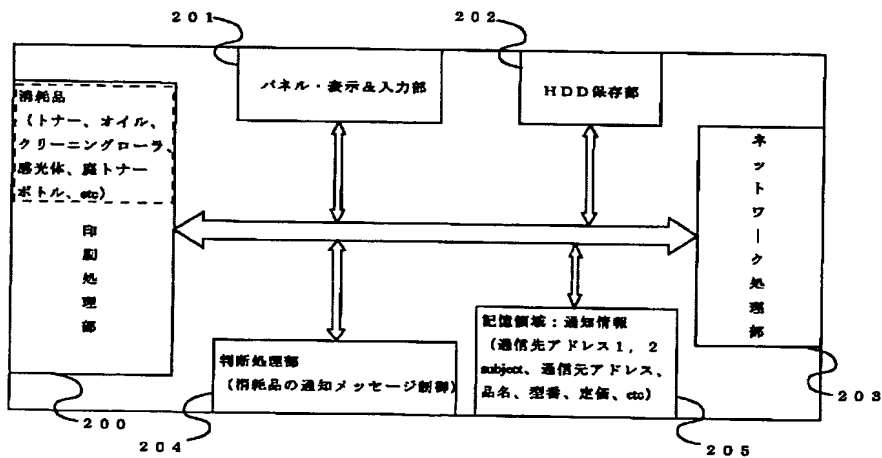 201
202
パネル・表示&入力部
HDD保存部
消耗品
(トナー、オイル、
クリーニングローラ、
感光体、廃トナー
ボトル、etc)
印刷処理部
ネットワーク処理部
判断処理部
(消耗品の通知メッセージ制御)
記憶領域:通知情報
(通信先アドレス1,2
subject、通信元アドレス、
品名、型番、定価、etc)
200
204
205
203